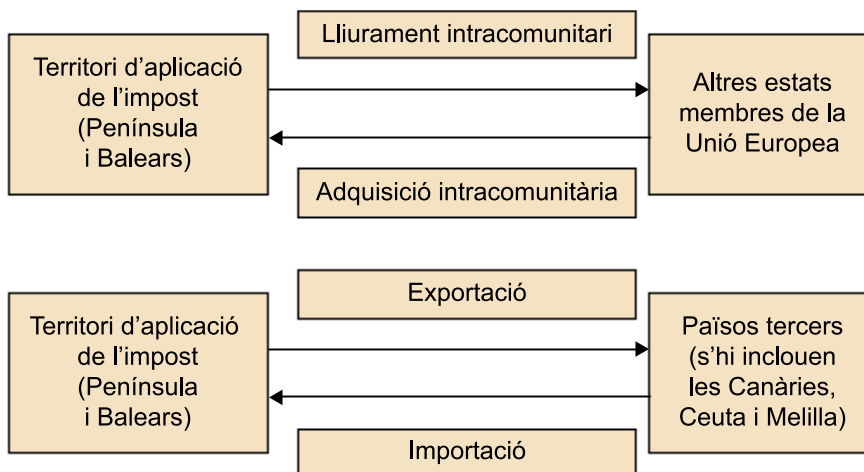 Lliurament intracomunitari
Territori d'aplicació
de l'impost
(Península
i Balears)
Altres estats
membres de la
Unió Europea
Adquisició intracomunitària
Exportació
Territori d'aplicació
de l'impost
(Península
i Balears)
Països tercers
(s'hi inclouen
les Canàries,
Ceuta i Melilla)
Importació